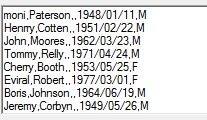 moni,Paterson,,1948/01/11,M
Henrry,Cotten,,1951/02/22,M
John,Moores,,1962/03/23,M
Tommy,Relly,,1971/04/24,M
Cherry,Booth,,1953/05/25,F
Eviral,Robert,,1977/03/01,F
Boris,Johnson,,1964/06/19,M
Jeremy,Corbyn,,1949/05/26,M